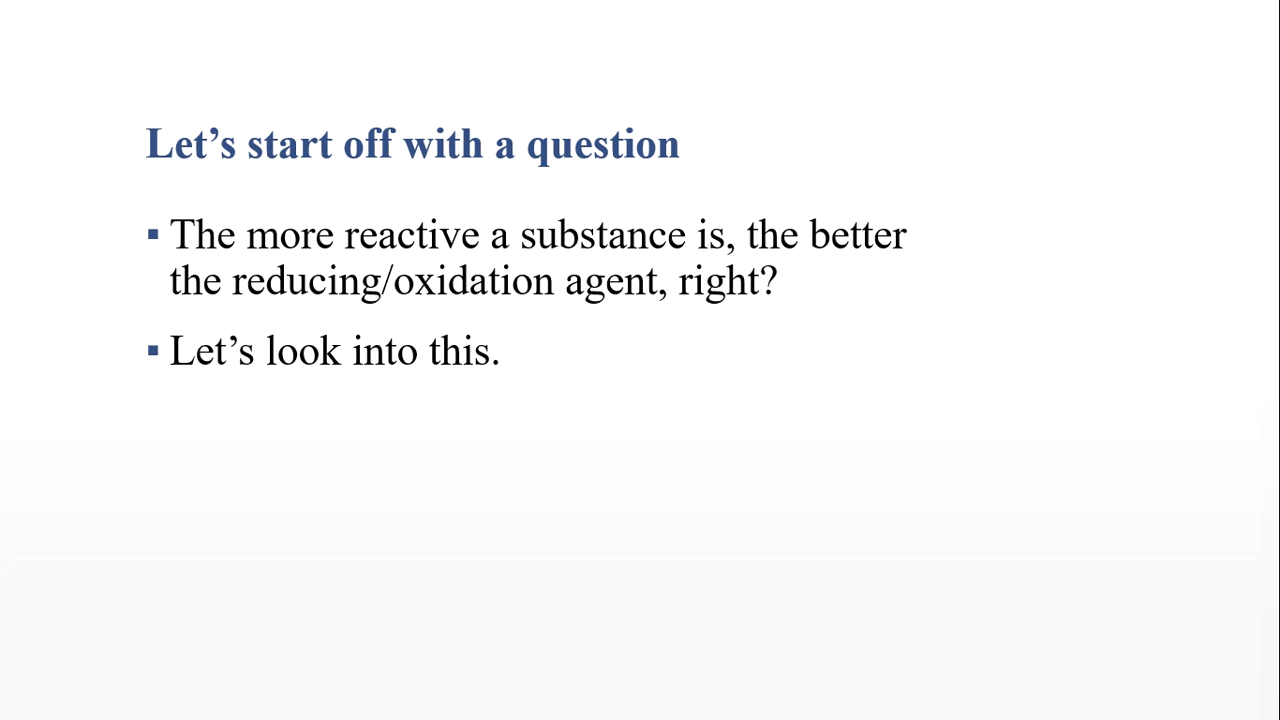 Let’s start off with a question
▪ The more reactive a substance is, the better
the reducing/oxidation agent, right?
▪ Let’s look into this.